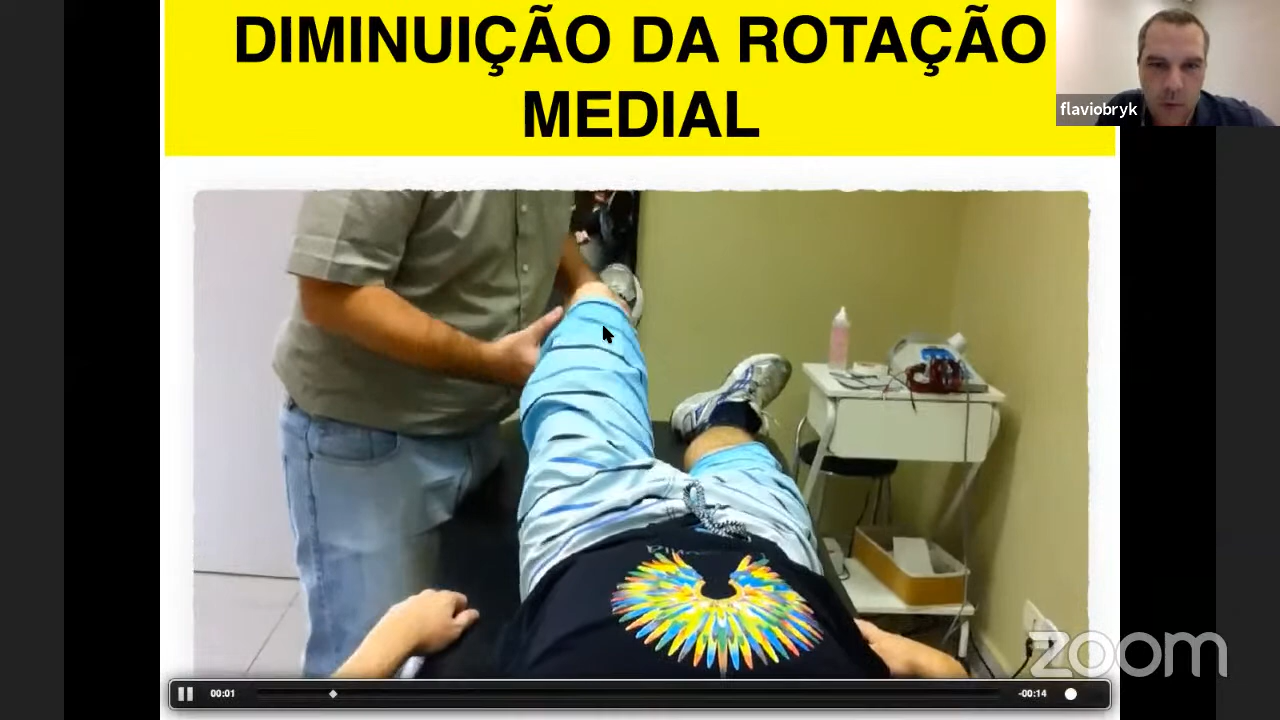 DIMINUIÇÃO DA ROTAÇÃO
MEDIAL
flaviobryk
00:01
-00:14
zoom